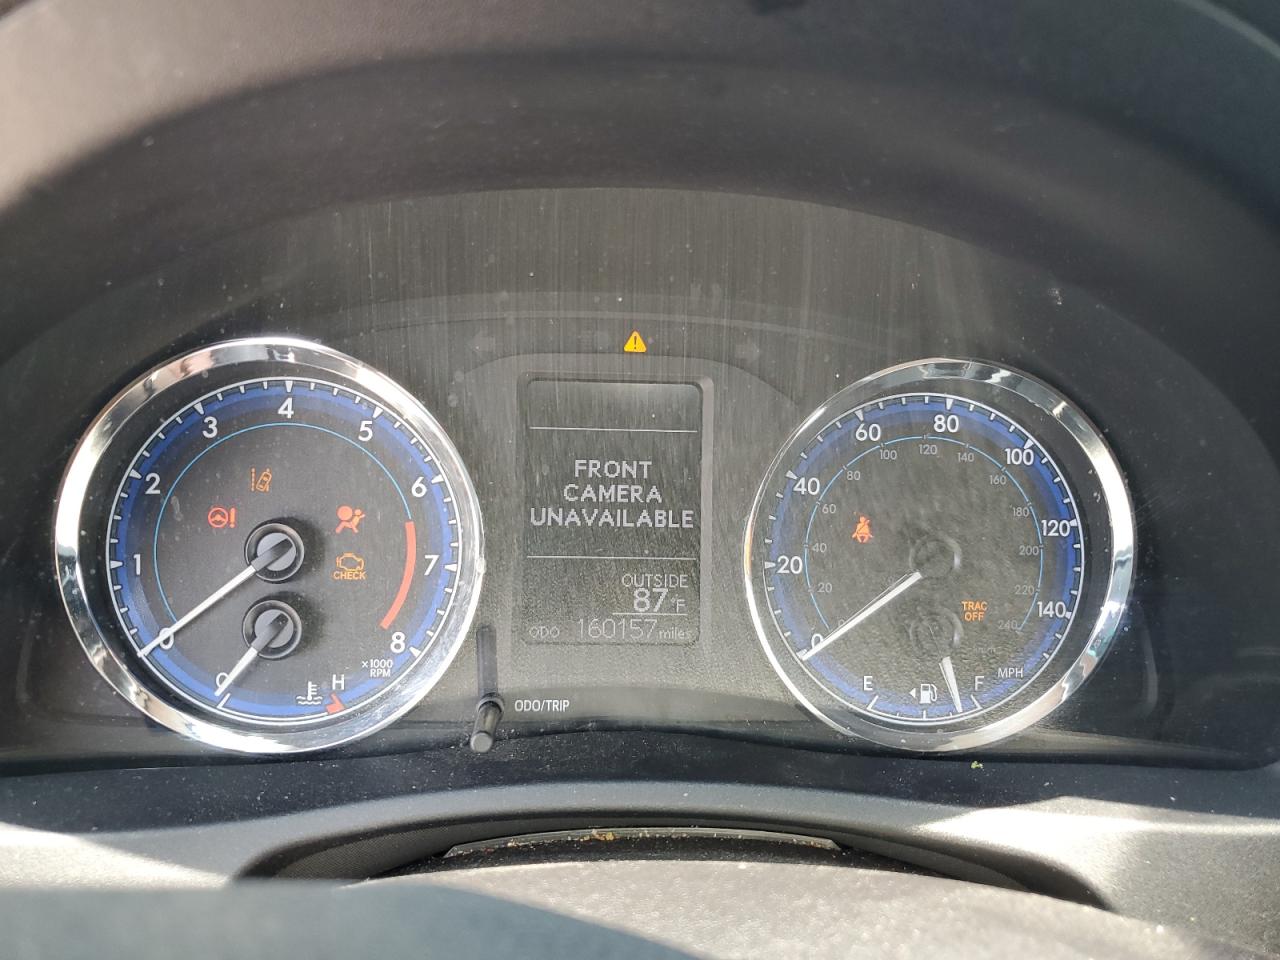 0
1
2
3
4
5
6
7
8
x1000
RPM
CHECK
C
H
FRONT
CAMERA
UNAVAILABLE
OUTSIDE
87°F
ODO 160157 miles
ODO/TRIP
0
20
40
60
80
100
120
140
MPH
20
40
60
80
100
120
140
160
180
200
220
240
TRAC
OFF
E
F